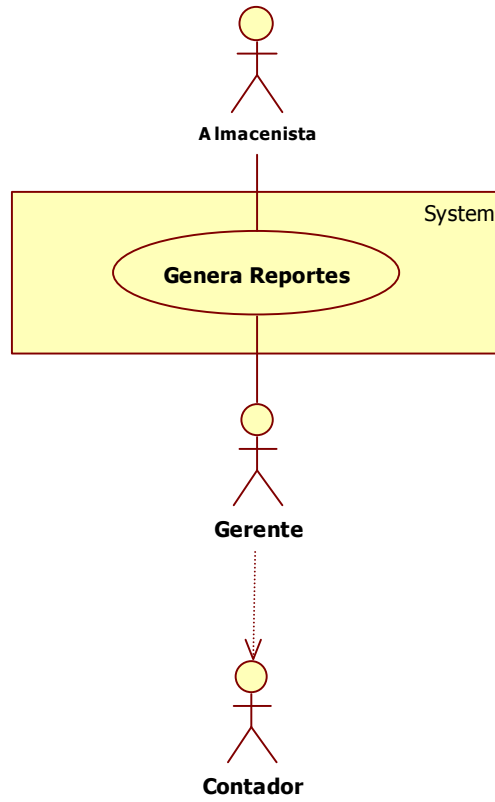 Almacenista
System
Genera Reportes
Gerente
Contador